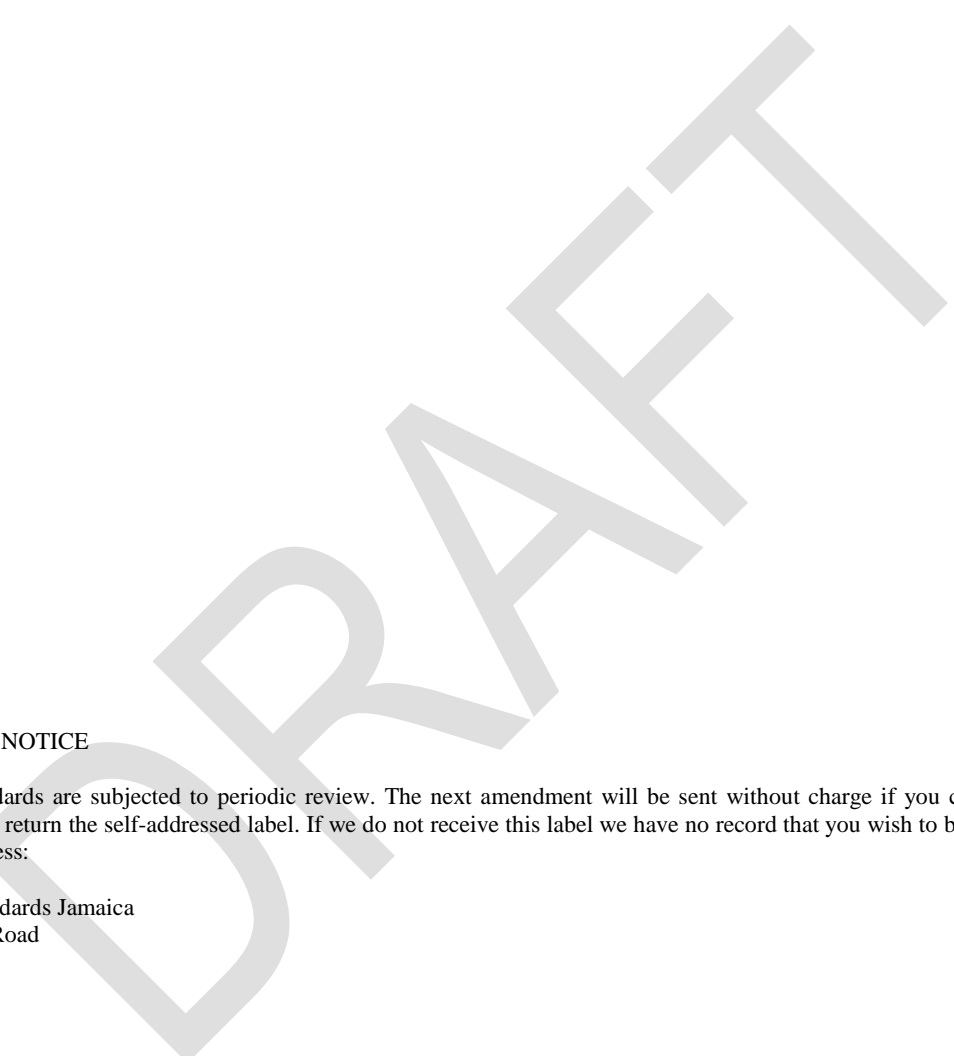 DRAFT
NOTICE
dards are subjected to periodic review. The next amendment will be sent without charge if you
return the self-addressed label. If we do not receive this label we have no record that you wish to b
ess:
dards Jamaica
Road